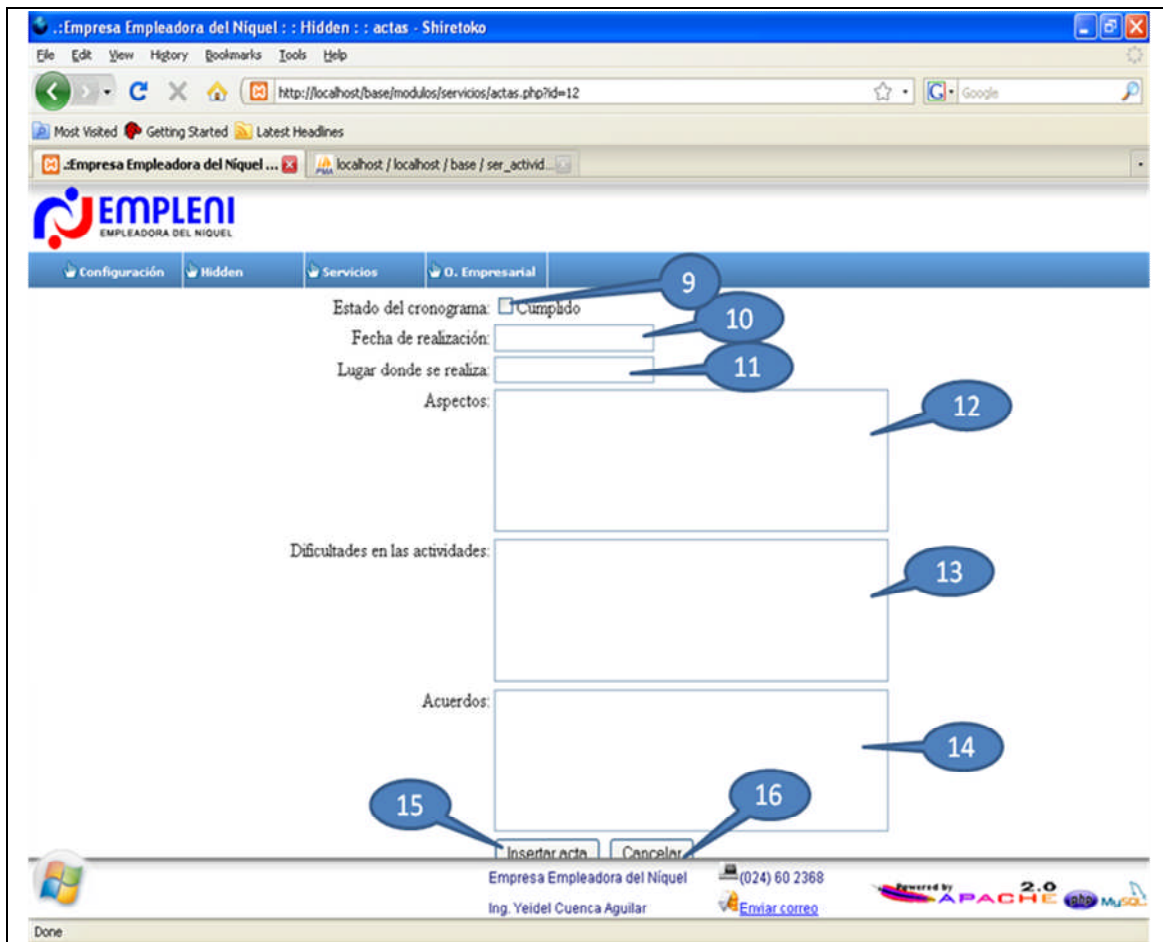 .:Empresa Empleadora del Níquel : : Hidden : : actas - Shiretoko
File Edit View History Bookmarks Tools Help
http://localhost/base/modulos/servicios/actas.php?id=12
Google
Most Visited Getting Started Latest Headlines
.:Empresa Empleadora del Níquel ... localhost / localhost / base / ser_activid...
EMPLENI
EMPLEADORA DEL NIQUEL
Configuración Hidden Servicios O. Empresarial
9
Estado del cronograma: Cumplido
10
Fecha de realización:
11
Lugar donde se realiza:
Aspectos:
12
Dificultades en las actividades:
13
Acuerdos:
14
15
16
Insertar acta Cancelar
Empresa Empleadora del Níquel (024) 60 2368
Powered by APACHE 2.0 php MySQL
Ing. Yeidel Cuenca Aguilar Enviar correo
Done